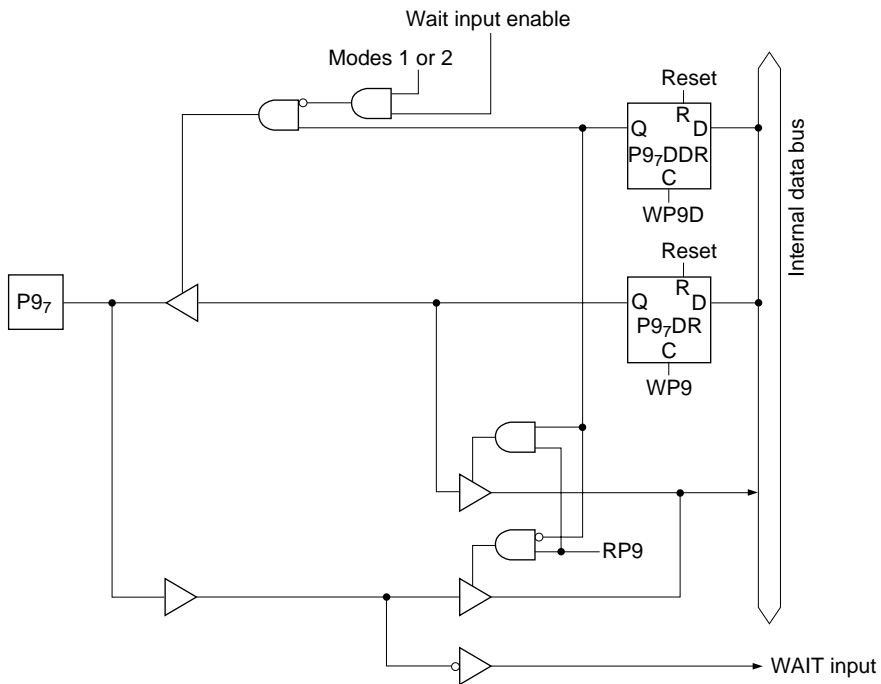 Wait input enable
Modes 1 or 2
Reset
R
Q D
P9₇DDR
C
WP9D
Internal data bus
Reset
R
Q D
P9₇DR
C
WP9
P9₇
RP9
WAIT input